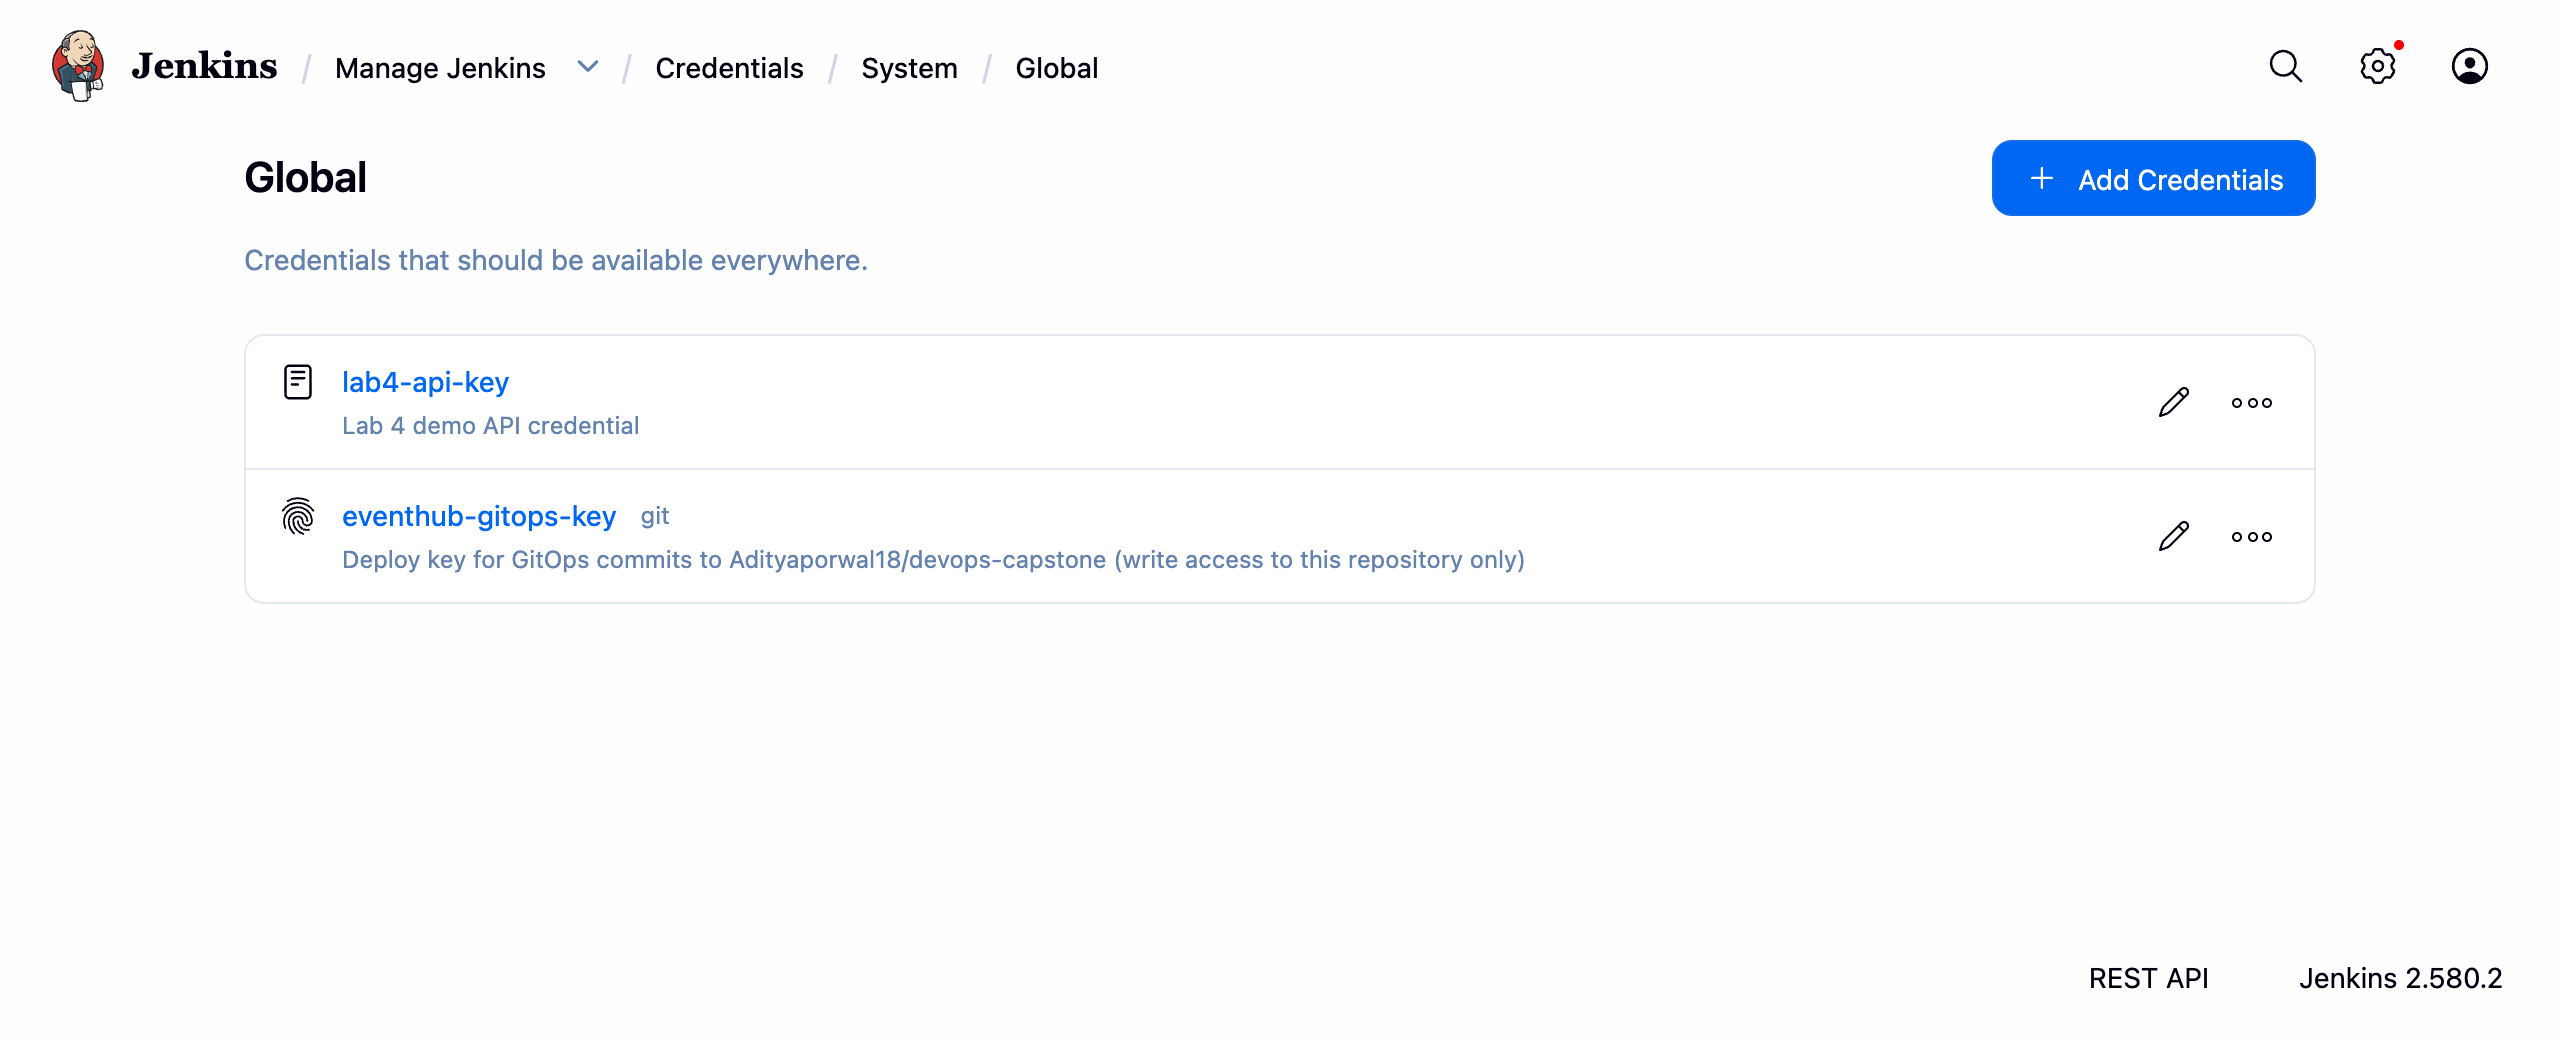 Jenkins / Manage Jenkins / Credentials / System / Global
Global
+ Add Credentials
Credentials that should be available everywhere.
lab4-api-key
Lab 4 demo API credential
eventhub-gitops-key git
Deploy key for GitOps commits to Adityaporwal18/devops-capstone (write access to this repository only)
REST API Jenkins 2.580.2